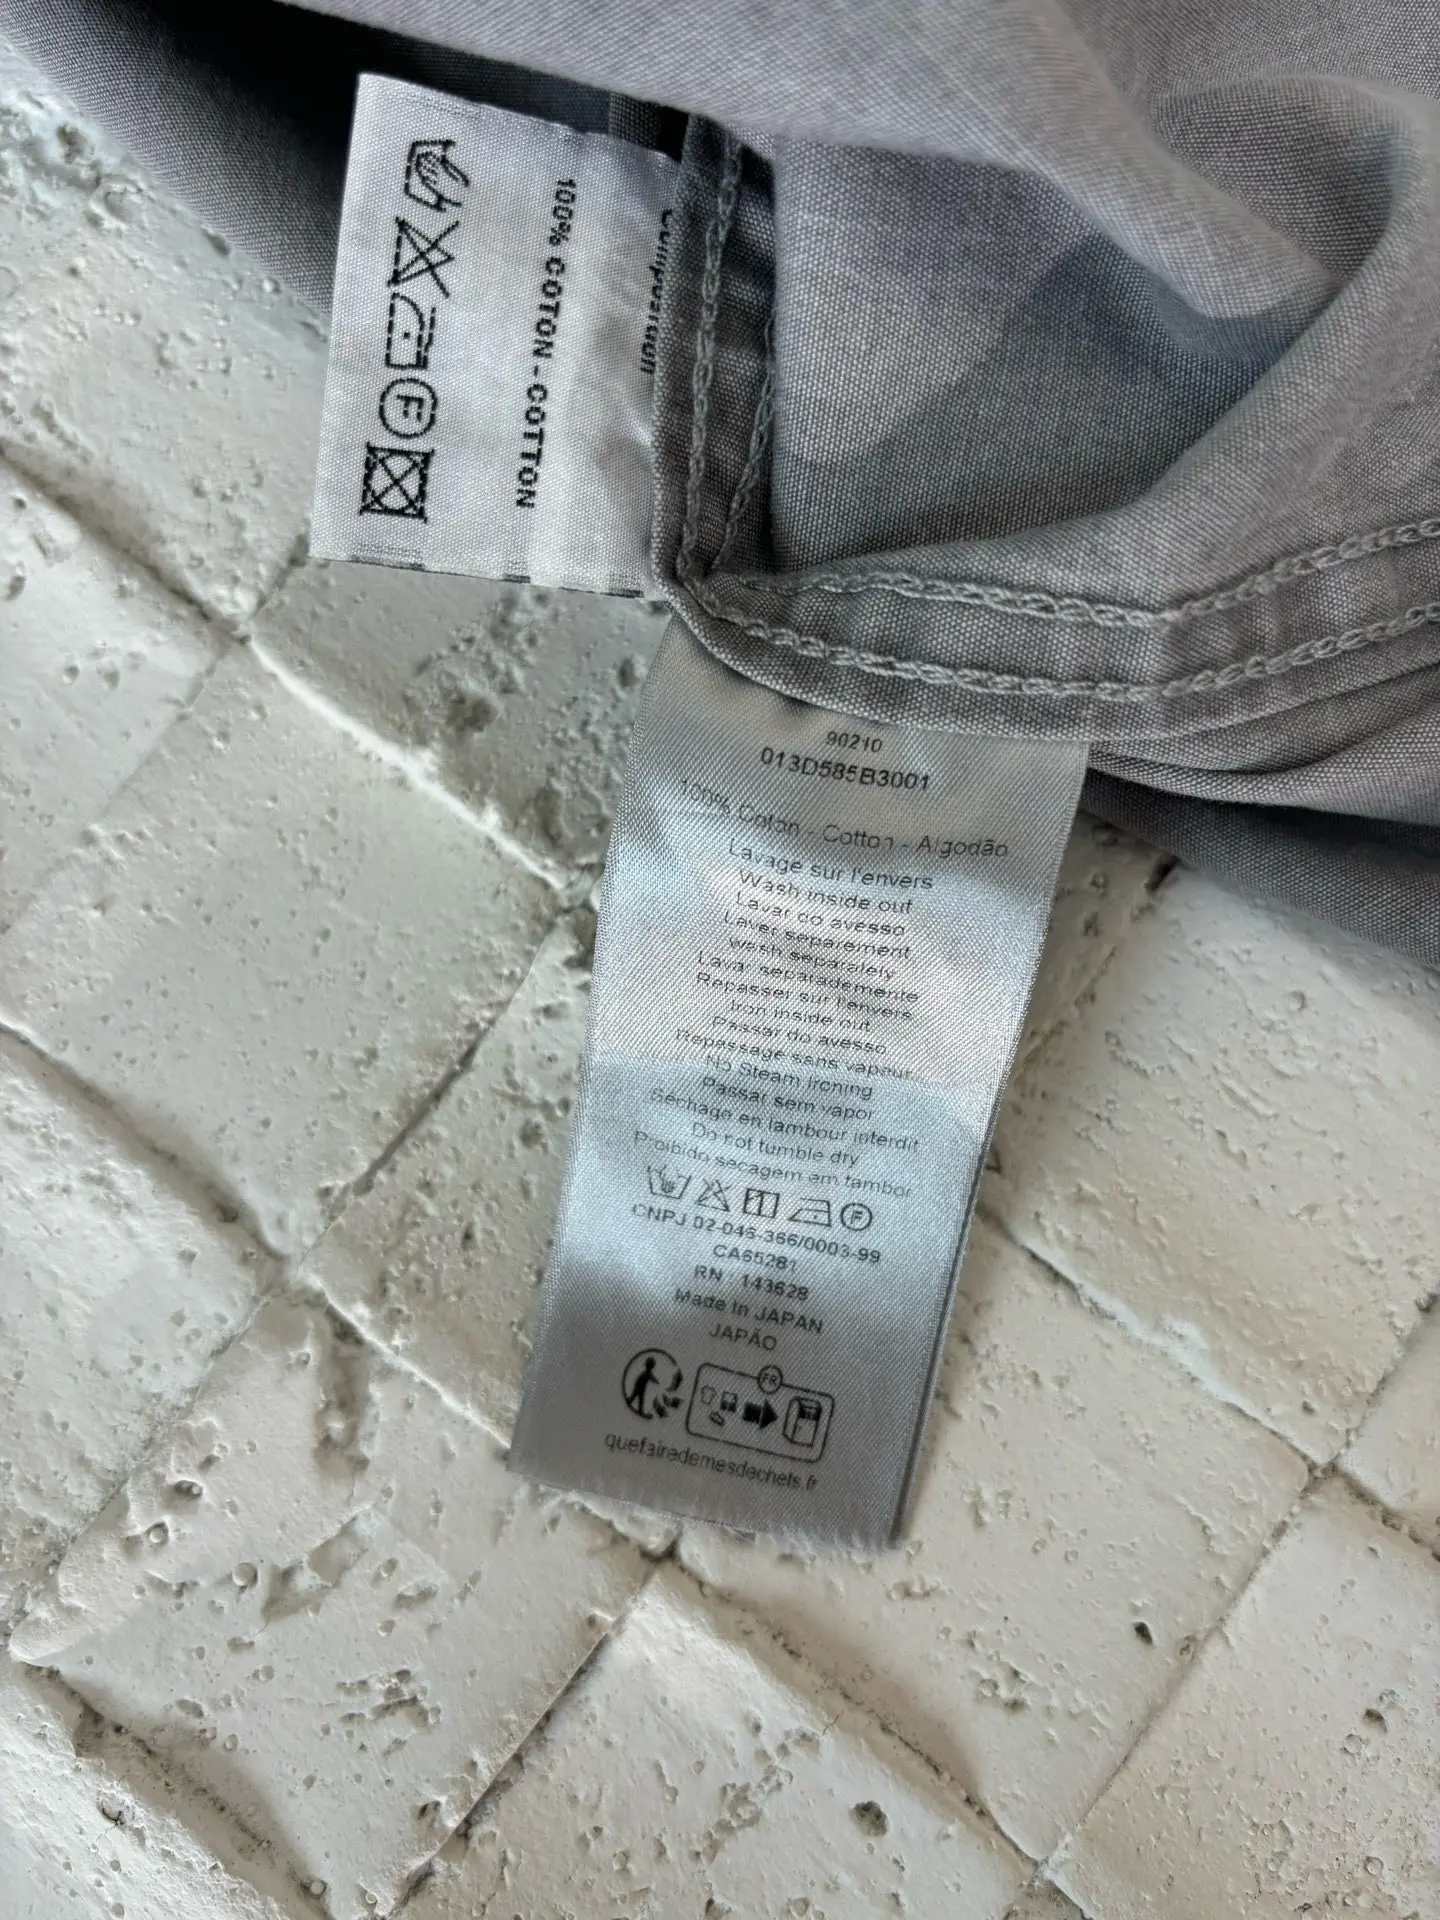 Composition
100% COTON - COTTON
F
90210
013D585B3001
100% Coton - Cotton - Algodão
Lavage sur l'envers
Wash inside out
Lavar do avesso
Laver séparement
wash separately
Lavar separadamente
Repasser sur l'envers
Iron inside out
Passar do avesso
Repassage sans vapeur
No Steam Ironing
Passar sem vapor
Séchage en tambour interdit
Do not tumble dry
Proibido secagem em tambor
F
CNPJ 02-046-366/0003-99
CA65281
RN : 143628
Made In JAPAN
JAPÃO
FR
quefairedemesdechets.fr